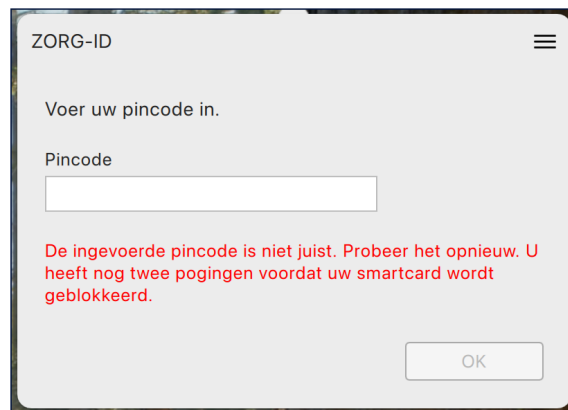 ZORG-ID
Voer uw pincode in.
Pincode
De ingevoerde pincode is niet juist. Probeer het opnieuw. U
heeft nog twee pogingen voordat uw smartcard wordt
geblokkeerd.
OK